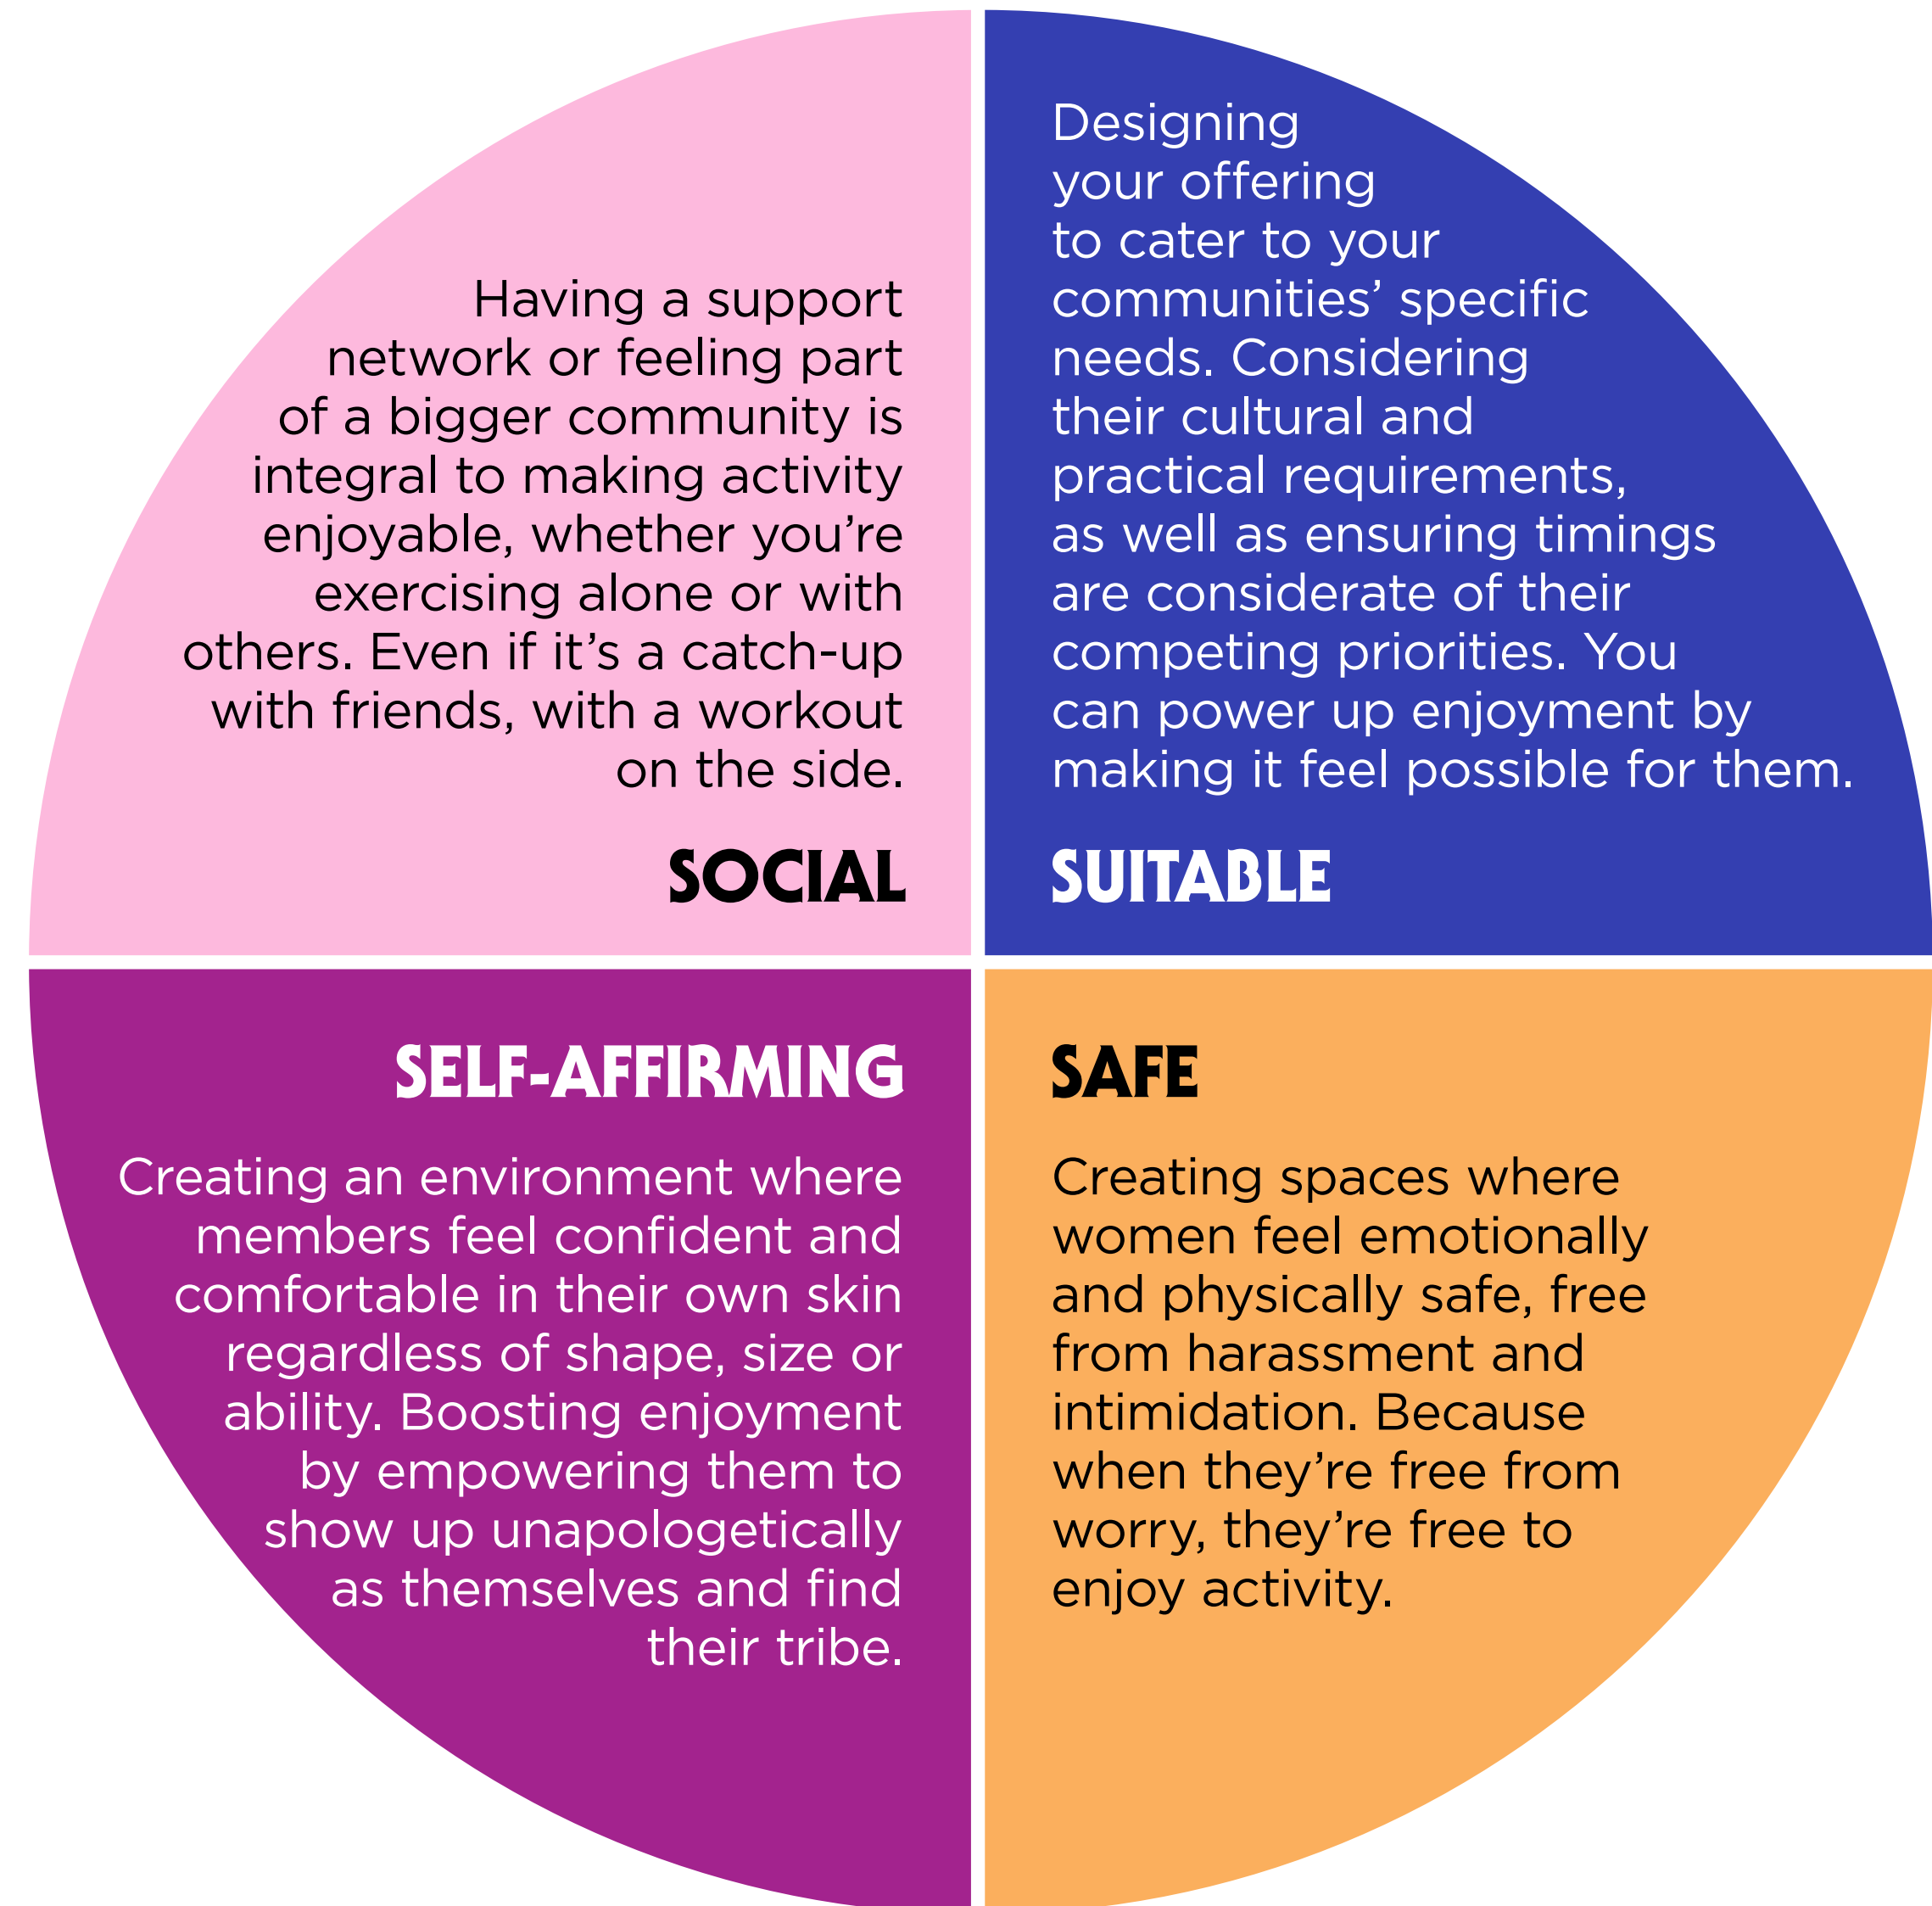 Having a support
network or feeling part
of a bigger community is
integral to making activity
enjoyable, whether you’re
exercising alone or with
others. Even if it’s a catch-up
with friends, with a workout
on the side.
SOCIAL
Designing
your offering
to cater to your
communities’ specific
needs. Considering
their cultural and
practical requirements,
as well as ensuring timings
are considerate of their
competing priorities. You
can power up enjoyment by
making it feel possible for them.
SUITABLE
SELF-AFFIRMING
Creating an environment where
members feel confident and
comfortable in their own skin
regardless of shape, size or
ability. Boosting enjoyment
by empowering them to
show up unapologetically
as themselves and find
their tribe.
SAFE
Creating spaces where
women feel emotionally
and physically safe, free
from harassment and
intimidation. Because
when they’re free from
worry, they’re free to
enjoy activity.